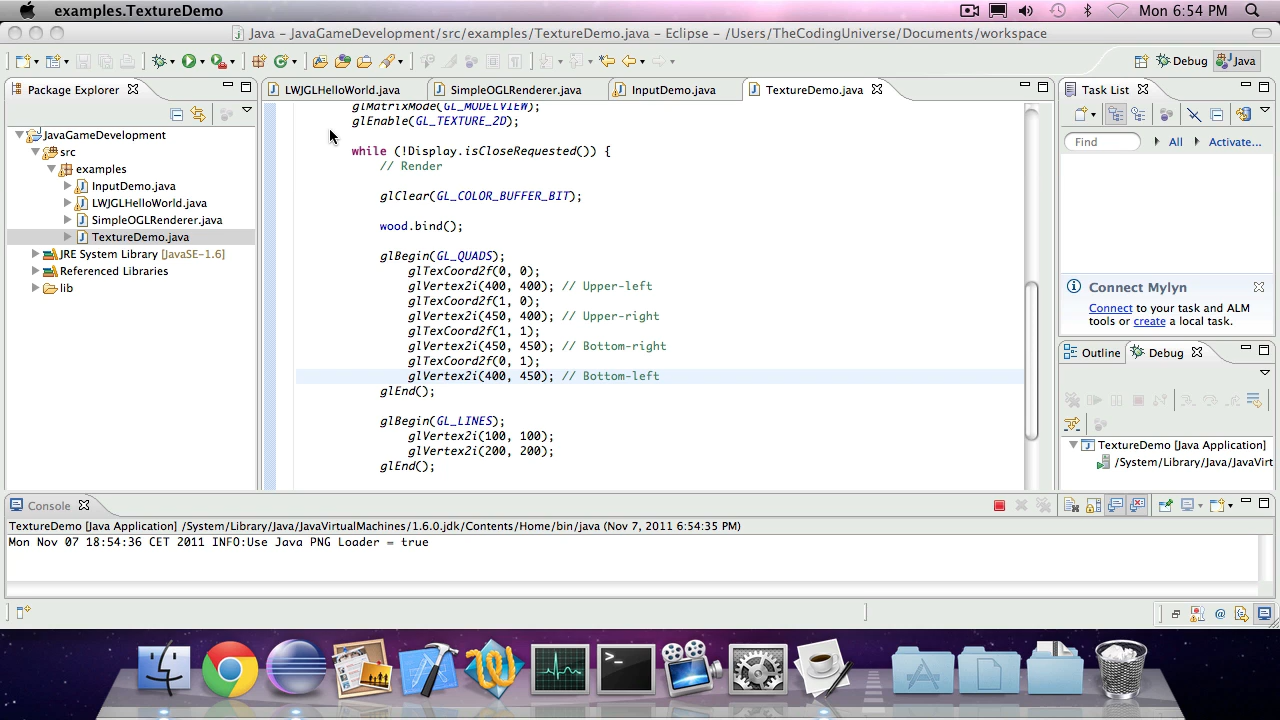 examples.TextureDemo
Mon 6:54 PM
Java – JavaGameDevelopment/src/examples/TextureDemo.java – Eclipse – /Users/TheCodingUniverse/Documents/workspace
Debug
Java
Package Explorer
LWJGLHelloWorld.java
SimpleOGLRenderer.java
InputDemo.java
TextureDemo.java
Task List
JavaGameDevelopment
src
examples
InputDemo.java
LWJGLHelloWorld.java
SimpleOGLRenderer.java
TextureDemo.java
JRE System Library [JavaSE-1.6]
Referenced Libraries
lib
glMatrixMode(GL_MODELVIEW);
glEnable(GL_TEXTURE_2D);
while (!Display.isCloseRequested()) {
// Render
glClear(GL_COLOR_BUFFER_BIT);
wood.bind();
glBegin(GL_QUADS);
glTexCoord2f(0, 0);
glVertex2i(400, 400); // Upper-left
glTexCoord2f(1, 0);
glVertex2i(450, 400); // Upper-right
glTexCoord2f(1, 1);
glVertex2i(450, 450); // Bottom-right
glTexCoord2f(0, 1);
glVertex2i(400, 450); // Bottom-left
glEnd();
glBegin(GL_LINES);
glVertex2i(100, 100);
glVertex2i(200, 200);
glEnd();
Find
All
Activate...
Connect Mylyn
Connect to your task and ALM
tools or create a local task.
Outline
Debug
TextureDemo [Java Application]
/System/Library/Java/JavaVirt
Console
TextureDemo [Java Application] /System/Library/Java/JavaVirtualMachines/1.6.0.jdk/Contents/Home/bin/java (Nov 7, 2011 6:54:35 PM)
Mon Nov 07 18:54:36 CET 2011 INFO:Use Java PNG Loader = true